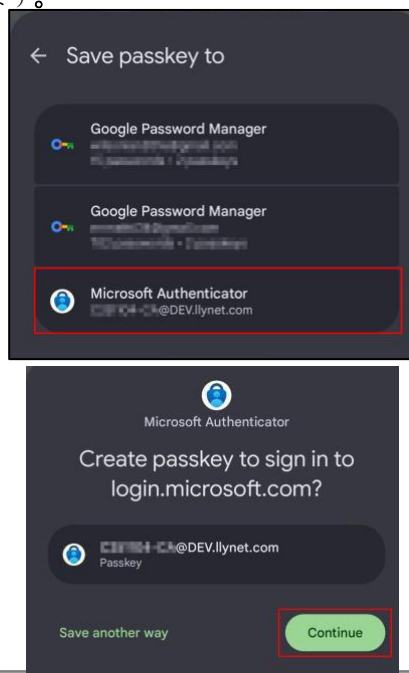 す。
← Save passkey to
Google Password Manager
Google Password Manager
Microsoft Authenticator
@DEV.llynet.com
Microsoft Authenticator
Create passkey to sign in to
login.microsoft.com?
@DEV.llynet.com
Passkey
Save another way
Continue